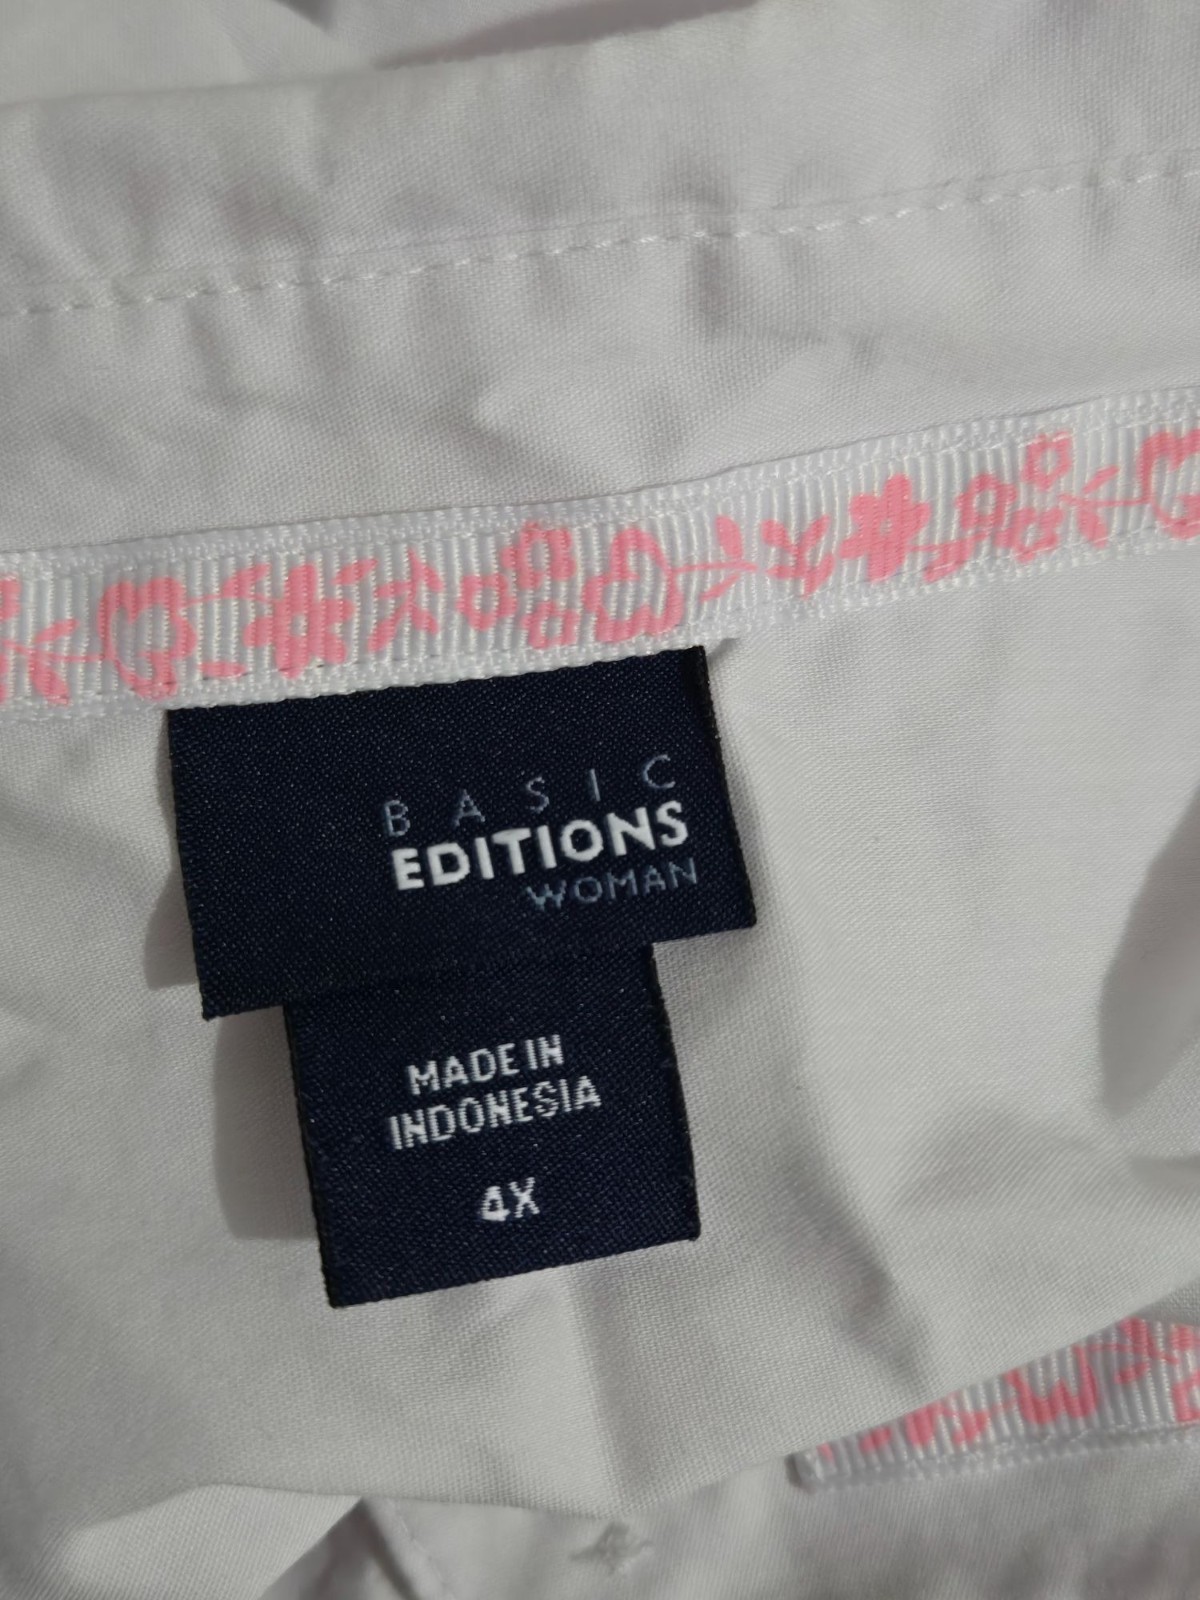 BASIC
EDITIONS
WOMAN
MADE IN
INDONESIA
4X